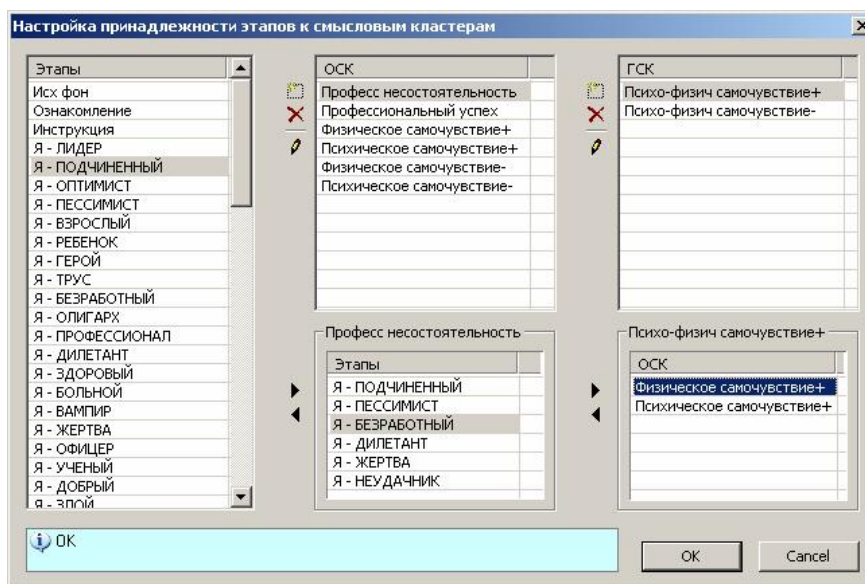 Настройка принадлежности этапов к смысловым кластерам
Этапы
Исх фон
Ознакомление
Инструкция
Я - ЛИДЕР
Я - ПОДЧИНЕННЫЙ
Я - ОПТИМИСТ
Я - ПЕССИМИСТ
Я - ВЗРОСЛЫЙ
Я - РЕБЕНОК
Я - ГЕРОЙ
Я - ТРУС
Я - БЕЗРАБОТНЫЙ
Я - ОЛИГАРХ
Я - ПРОФЕССИОНАЛ
Я - ДИЛЕТАНТ
Я - ЗДОРОВЫЙ
Я - БОЛЬНОЙ
Я - ВАМПИР
Я - ЖЕРТВА
Я - ОФИЦЕР
Я - УЧЕНЫЙ
Я - ДОБРЫЙ
Я - ЗЛОЙ
ОСК
Професс несостоятельность
Профессиональный успех
Физическое самочувствие+
Психическое самочувствие+
Физическое самочувствие-
Психическое самочувствие-
Професс несостоятельность
Этапы
Я - ПОДЧИНЕННЫЙ
Я - ПЕССИМИСТ
Я - БЕЗРАБОТНЫЙ
Я - ДИЛЕТАНТ
Я - ЖЕРТВА
Я - НЕУДАЧНИК
ГСК
Психо-физич самочувствие+
Психо-физич самочувствие-
Психо-физич самочувствие+
ОСК
Физическое самочувствие+
Психическое самочувствие+
OK
OK
Cancel